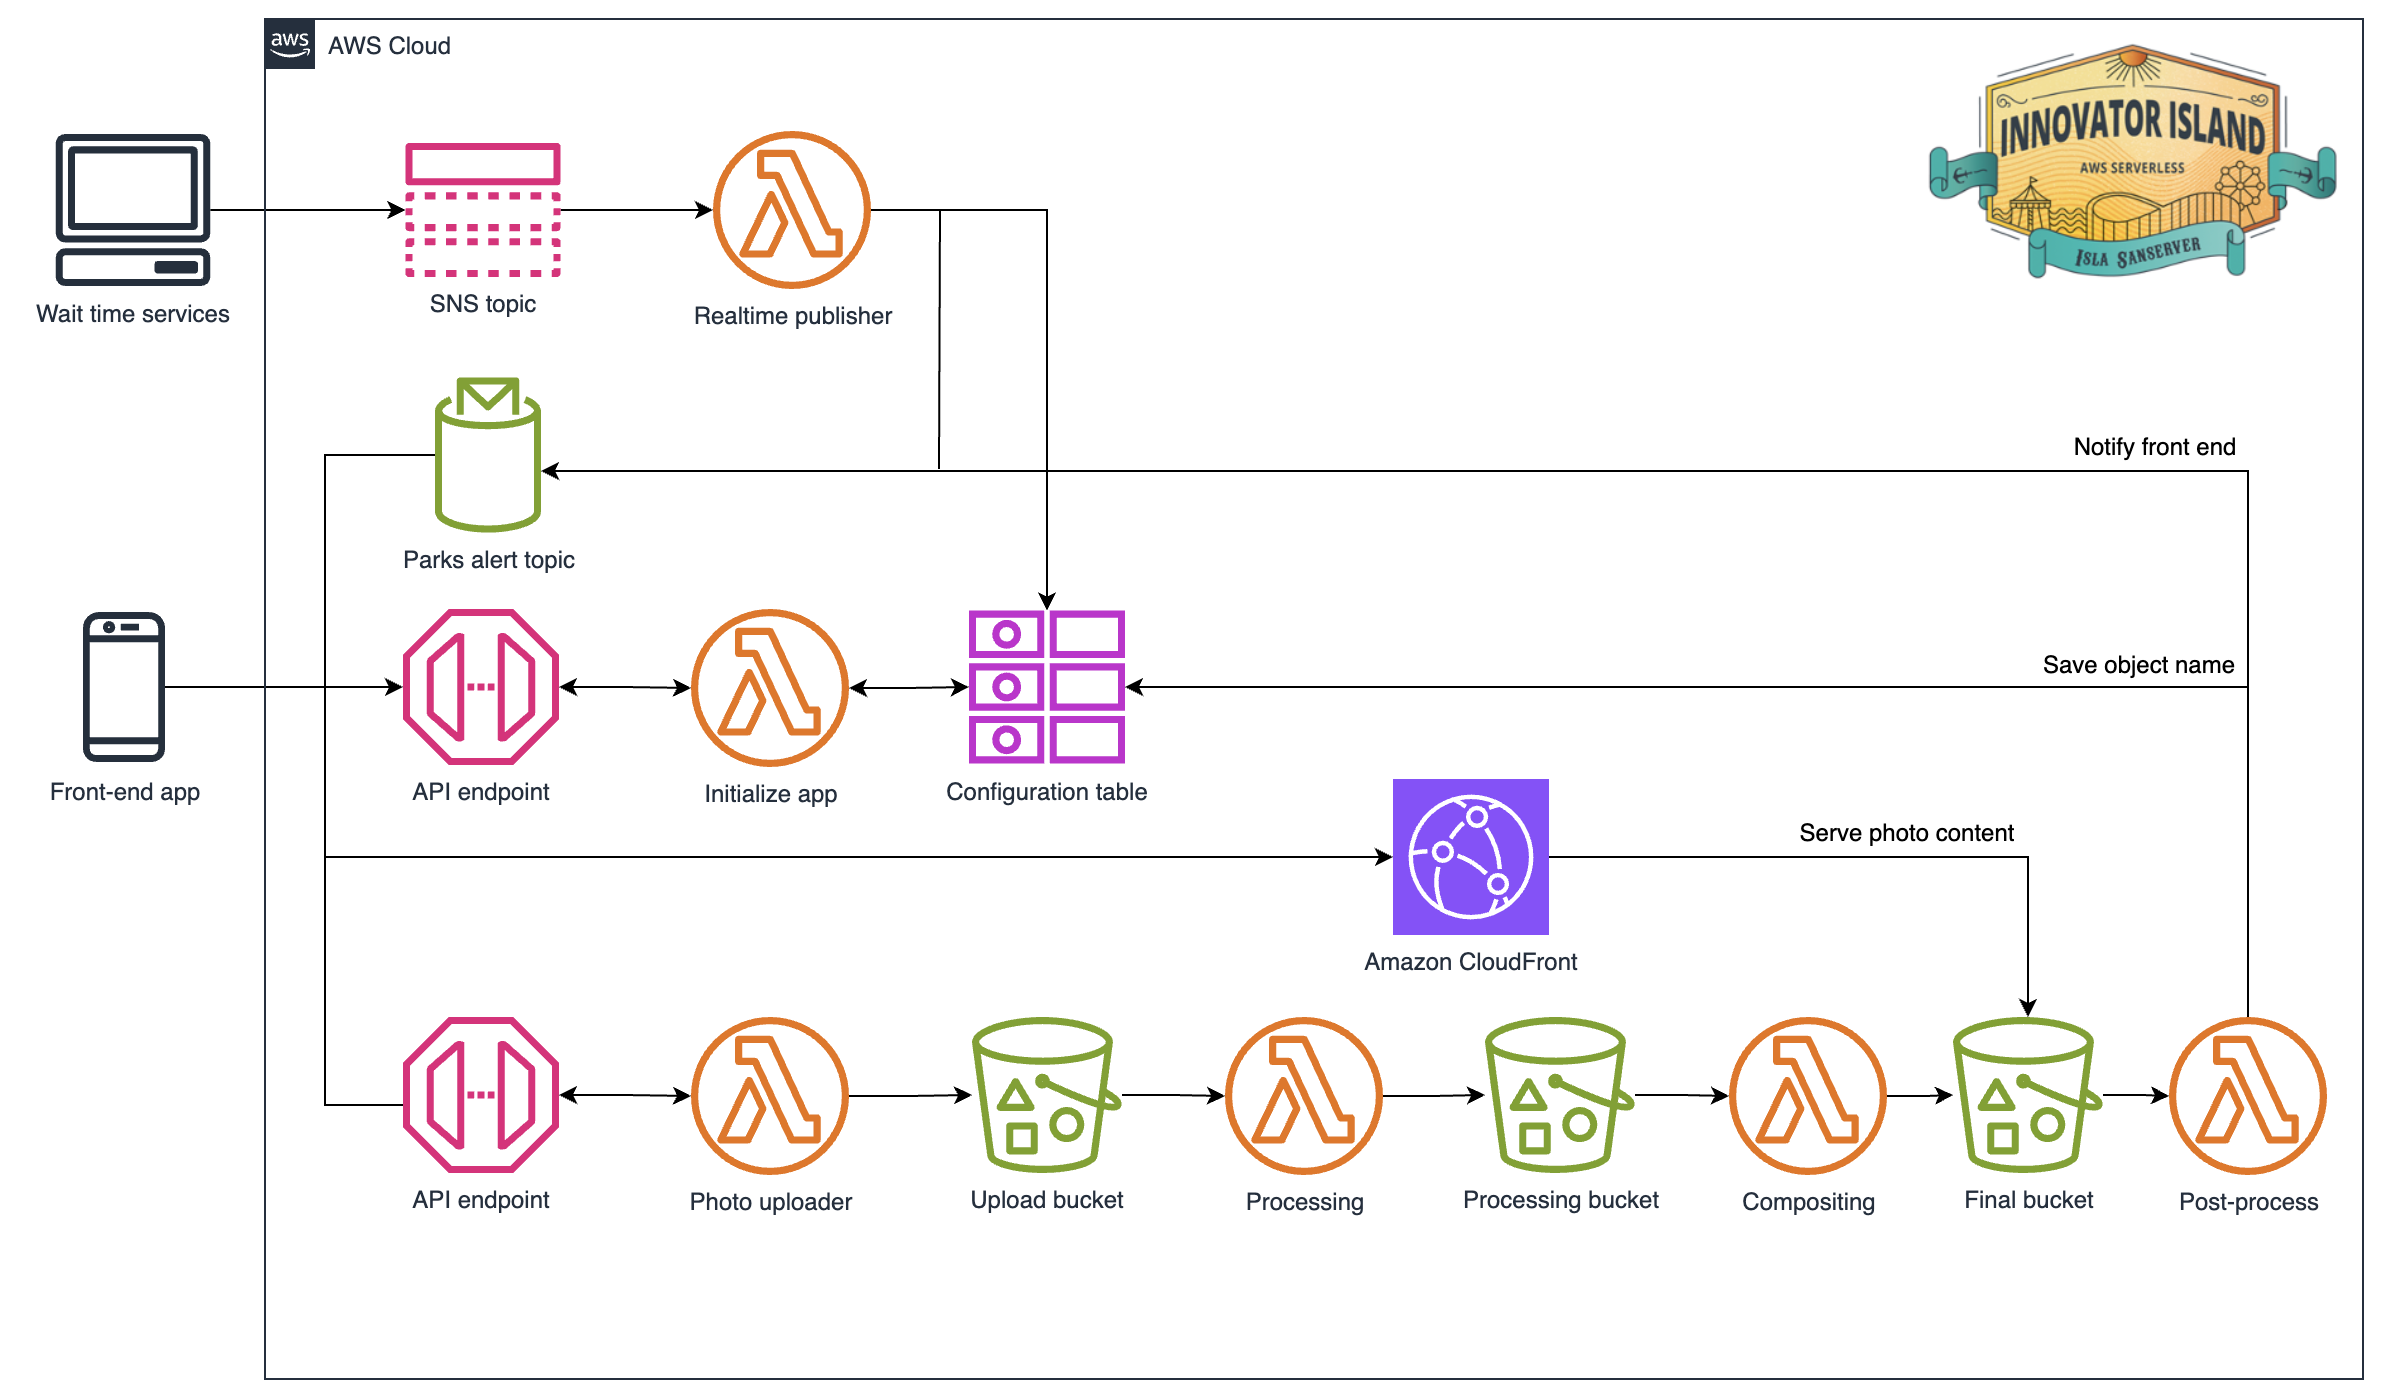 aws
AWS Cloud
INNOVATOR ISLAND
AWS SERVERLESS
ISLA SANSERVER
Wait time services
SNS topic
Realtime publisher
Notify front end
Parks alert topic
Save object name
Front-end app
API endpoint
Initialize app
Configuration table
Serve photo content
Amazon CloudFront
API endpoint
Photo uploader
Upload bucket
Processing
Processing bucket
Compositing
Final bucket
Post-process